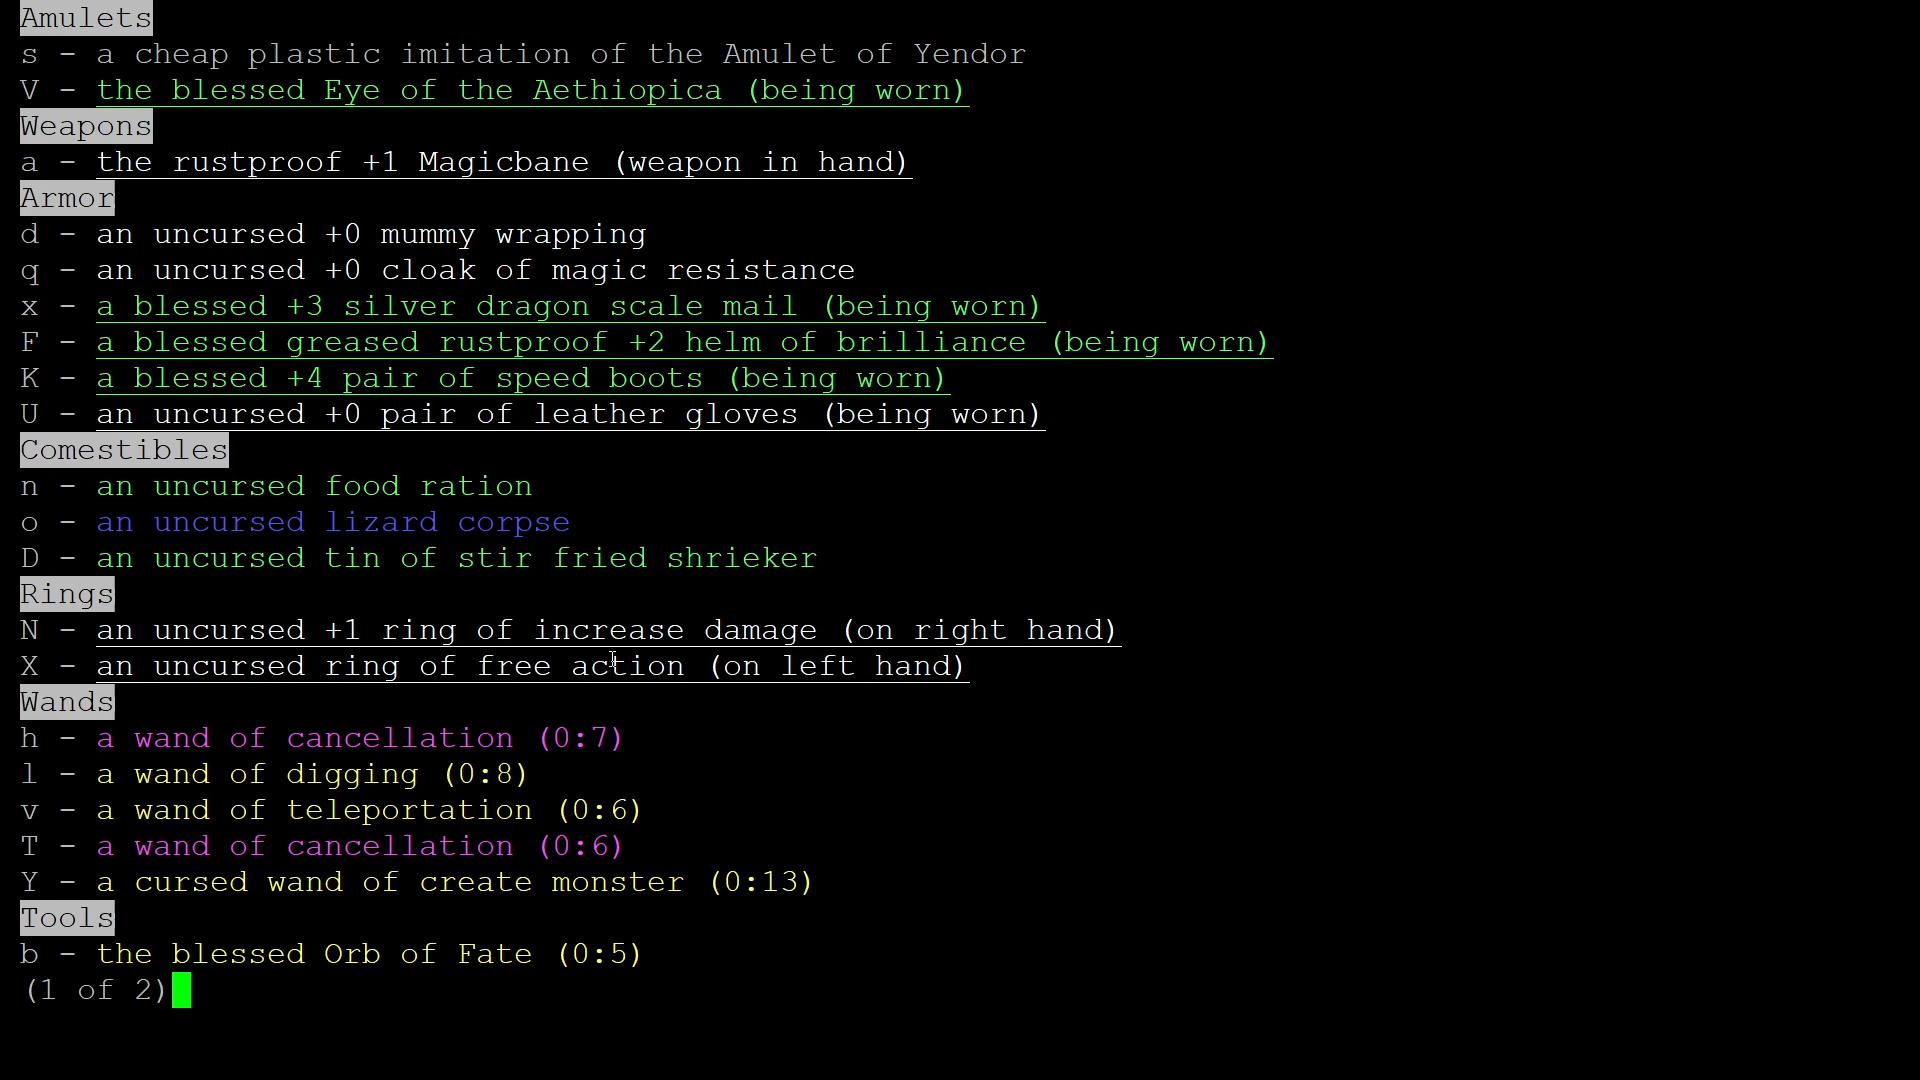 Amulets
s - a cheap plastic imitation of the Amulet of Yendor
V - the blessed Eye of the Aethiopica (being worn)
Weapons
a - the rustproof +1 Magicbane (weapon in hand)
Armor
d - an uncursed +0 mummy wrapping
q - an uncursed +0 cloak of magic resistance
x - a blessed +3 silver dragon scale mail (being worn)
F - a blessed greased rustproof +2 helm of brilliance (being worn)
K - a blessed +4 pair of speed boots (being worn)
U - an uncursed +0 pair of leather gloves (being worn)
Comestibles
n - an uncursed food ration
o - an uncursed lizard corpse
D - an uncursed tin of stir fried shrieker
Rings
N - an uncursed +1 ring of increase damage (on right hand)
X - an uncursed ring of free action (on left hand)
Wands
h - a wand of cancellation (0:7)
l - a wand of digging (0:8)
v - a wand of teleportation (0:6)
T - a wand of cancellation (0:6)
Y - a cursed wand of create monster (0:13)
Tools
b - the blessed Orb of Fate (0:5)
(1 of 2)